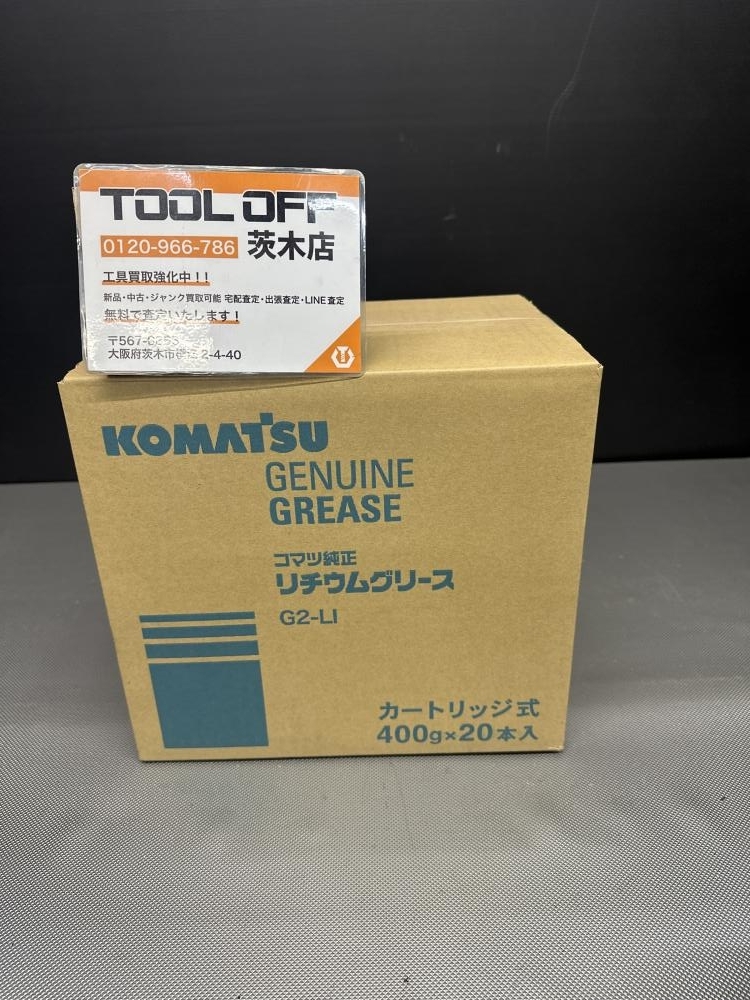 TOOL OFF
0120-966-786 茨木店
工具買取強化中！！
新品・中古・ジャンク買取可能 宅配査定・出張査定・LINE査定
無料で査定いたします！
〒567-
大阪府茨木市 2-4-40
KOMATSU
GENUINE
GREASE
コマツ純正
リチウムグリース
G2-LI
カートリッジ式
400g×20本入